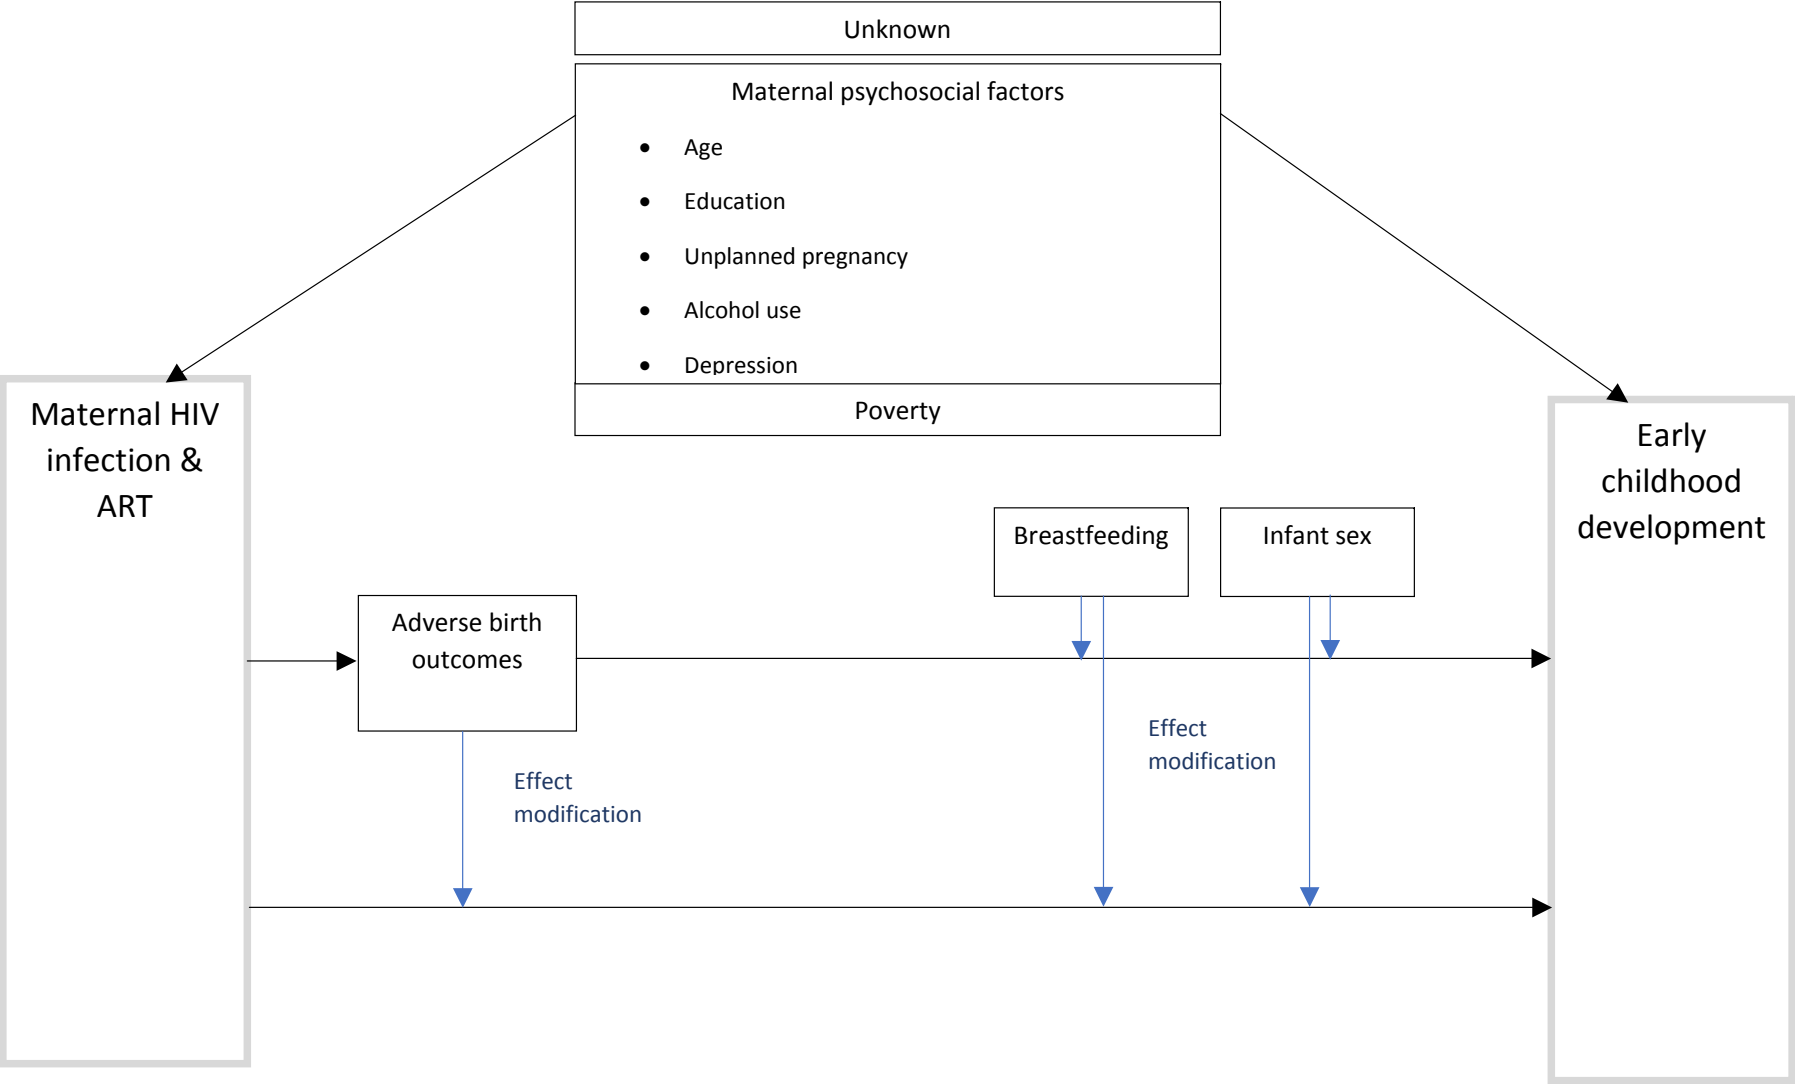 Unknown
Maternal psychosocial factors
• Age
• Education
• Unplanned pregnancy
• Alcohol use
• Depression
Poverty
Maternal HIV
infection &
ART
Early
childhood
development
Breastfeeding
Infant sex
Adverse birth
outcomes
Effect
modification
Effect
modification